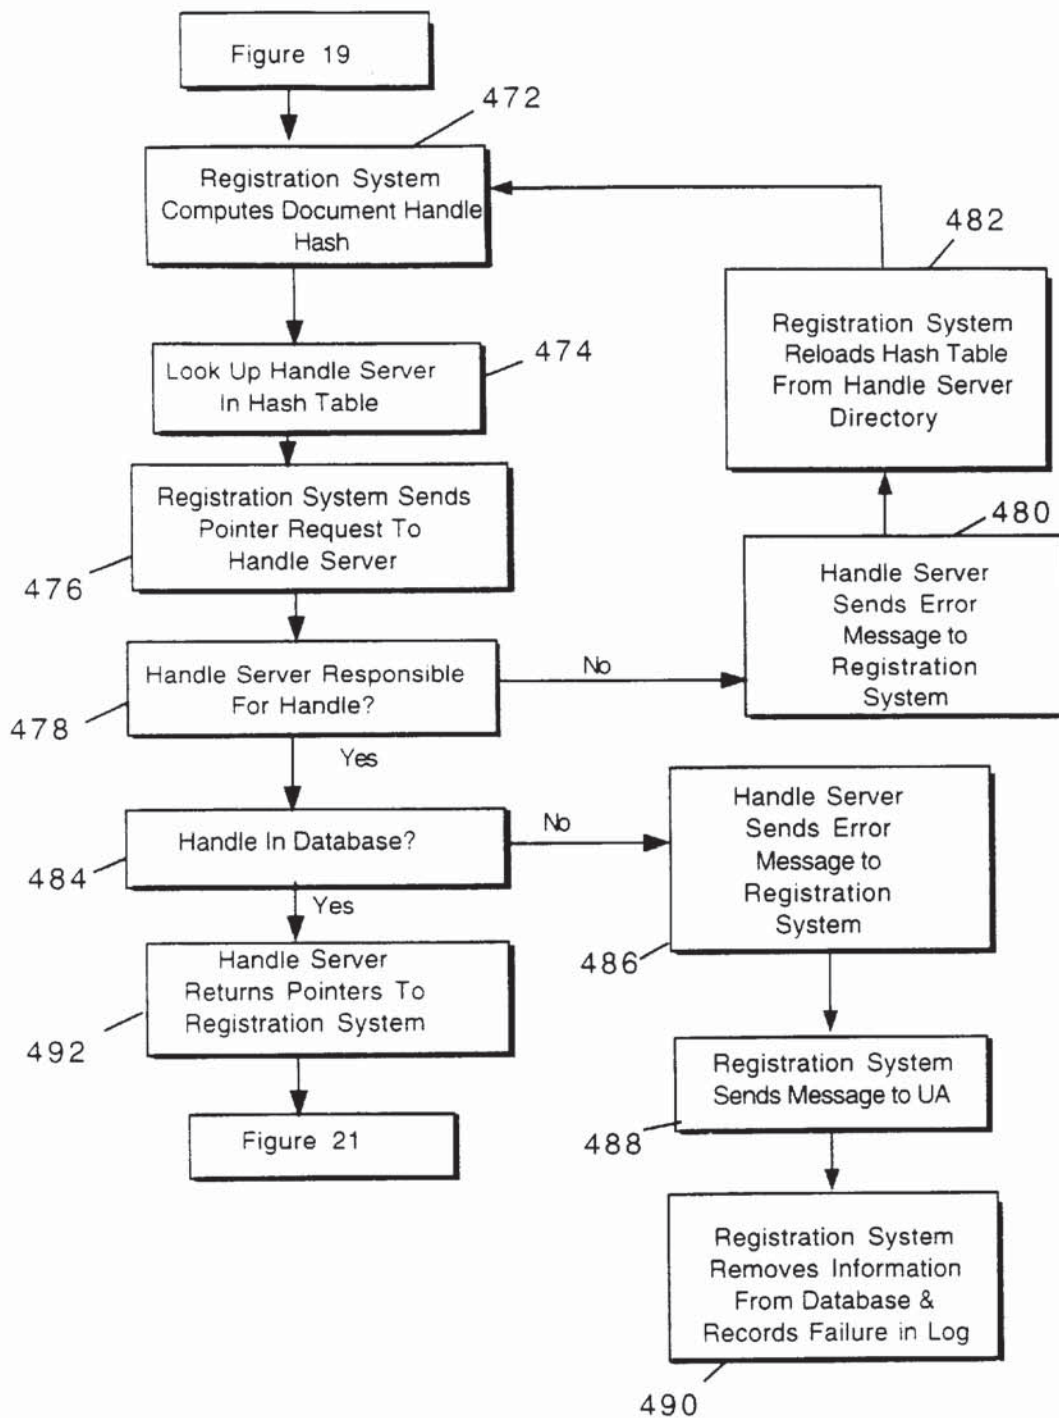 Figure 19
472
Registration System
Computes Document Handle
Hash
482
Registration System
Reloads Hash Table
From Handle Server
Directory
474
Look Up Handle Server
In Hash Table
Registration System Sends
Pointer Request To
Handle Server
476
480
Handle Server
Sends Error
Message to
Registration
System
Handle Server Responsible
For Handle?
478
No
Yes
Handle In Database?
484
No
Yes
Handle Server
Sends Error
Message to
Registration
System
486
Handle Server
Returns Pointers To
Registration System
492
Registration System
Sends Message to UA
488
Figure 21
Registration System
Removes Information
From Database &
Records Failure in Log
490